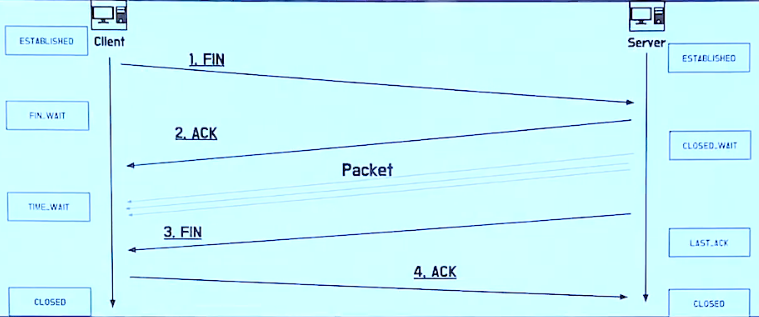 Client
Server
ESTABLISHED
ESTABLISHED
1. FIN
FIN_WAIT
2. ACK
CLOSED_WAIT
Packet
TIME_WAIT
3. FIN
LAST_ACK
4. ACK
CLOSED
CLOSED